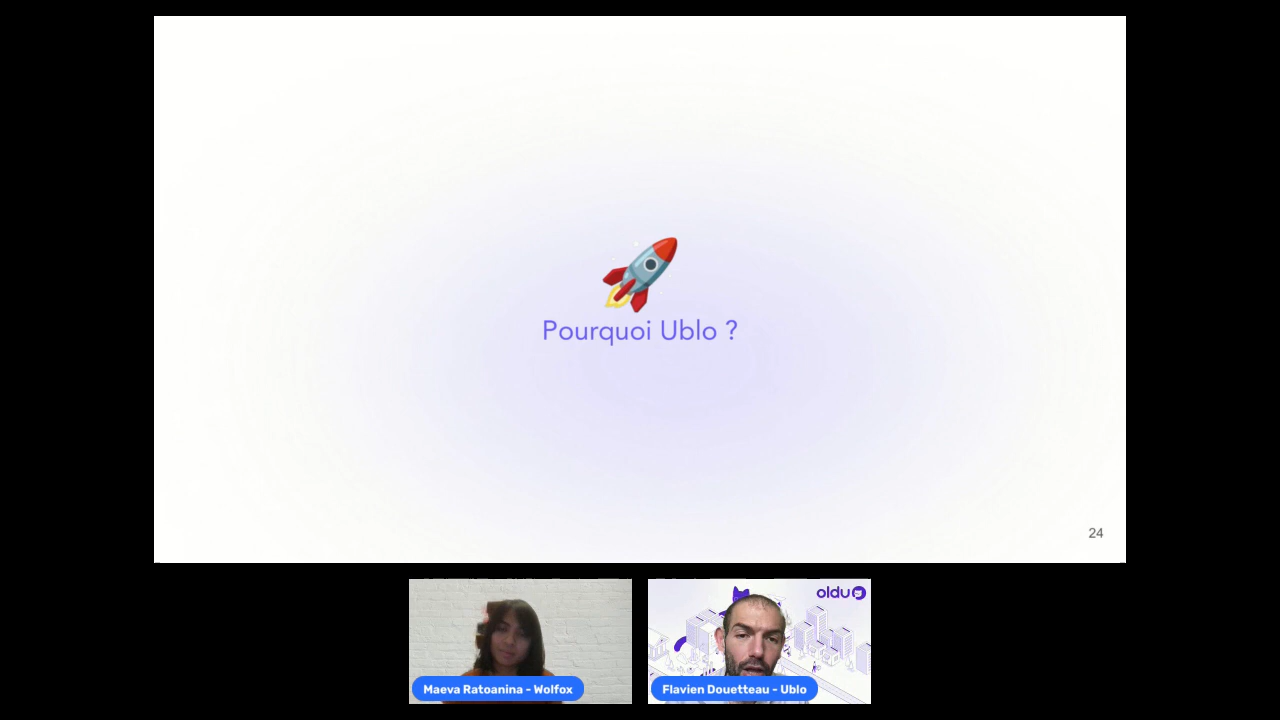 Pourquoi Ublo ?
24
oldu
Maeva Ratoanina - Wolfox
Flavien Douetteau - Ublo